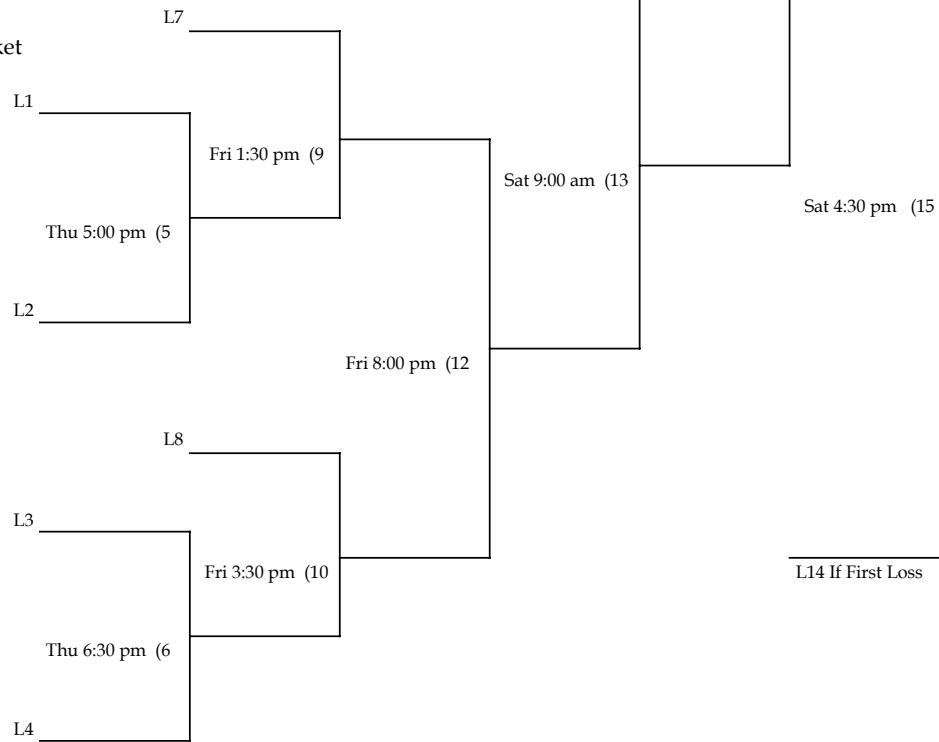 L7
L1
Fri 1:30 pm (9
Sat 9:00 am (13
Sat 4:30 pm (15
Thu 5:00 pm (5
L2
Fri 8:00 pm (12
L8
L3
Fri 3:30 pm (10
L14 If First Loss
Thu 6:30 pm (6
L4